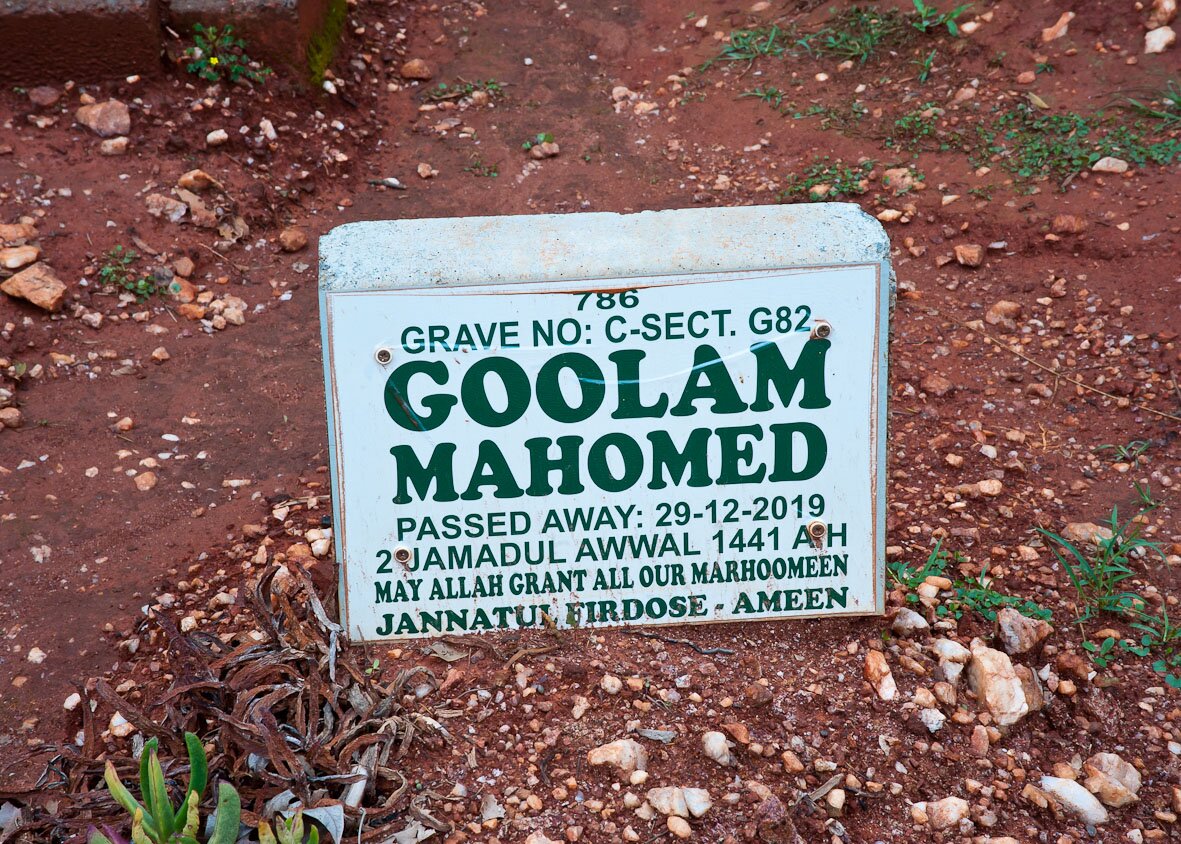 786
GRAVE NO: C-SECT. G82
GOOLAM
MAHOMED
PASSED AWAY: 29-12-2019
2 JAMADUL AWWAL 1441 A H
MAY ALLAH GRANT ALL OUR MARHOOMEEN
JANNATUL FIRDOSE - AMEEN